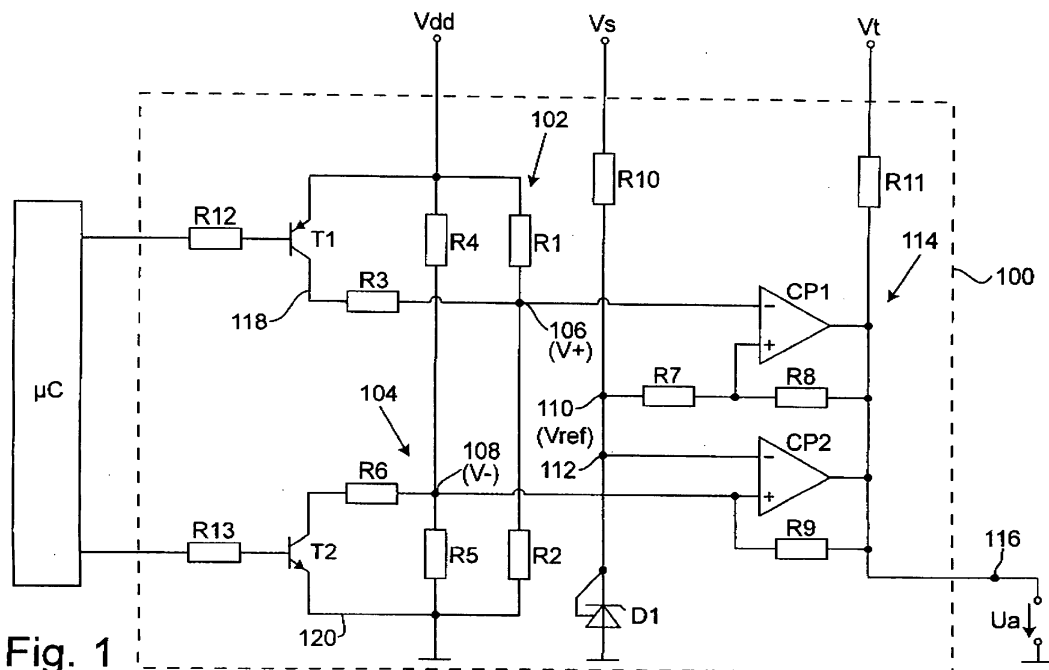 Vdd
Vs
Vt
102
R10
R11
R12
T1
R4
R1
114
100
R3
CP1
118
106
(V+)
µC
R7
R8
104
110
(Vref)
108
(V-)
112
CP2
R6
R13
T2
R5
R2
R9
116
120
D1
Ua
Fig. 1